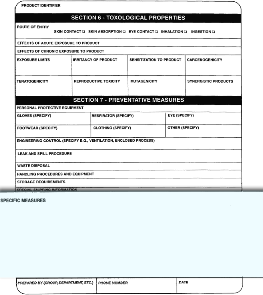 PRODUCT IDENTIFIER
SECTION 6 - TOXOLOGICAL PROPERTIES
ROUTE OF ENTRY
SKIN CONTACT □ SKIN ABSORPTION □ EYE CONTACT □ INHALATION □ INGESTION □
EFFECTS OF ACUTE EXPOSURE TO PRODUCT
EFFECTS OF CHRONIC EXPOSURE TO PRODUCT
EXPOSURE LIMITS IRRITANCY OF PRODUCT SENSITIZATION TO PRODUCT CARCINOGENICITY
TERATOGENICITY REPRODUCTIVE TOXICITY MUTAGENICITY SYNERGISTIC PRODUCTS
SECTION 7 - PREVENTATIVE MEASURES
PERSONAL PROTECTIVE EQUIPMENT
GLOVES (SPECIFY) RESPIRATOR (SPECIFY) EYE (SPECIFY)
FOOTWEAR (SPECIFY) CLOTHING (SPECIFY) OTHER (SPECIFY)
ENGINEERING CONTROL (SPECIFY E.G., VENTILATION, ENCLOSED PROCESS)
LEAK AND SPILL PROCEDURE
WASTE DISPOSAL
HANDLING PROCEDURES AND EQUIPMENT
STORAGE REQUIREMENTS
SPECIFIC MEASURES
PREPARED BY (GROUP, DEPARTMENT, ETC.) PHONE NUMBER DATE